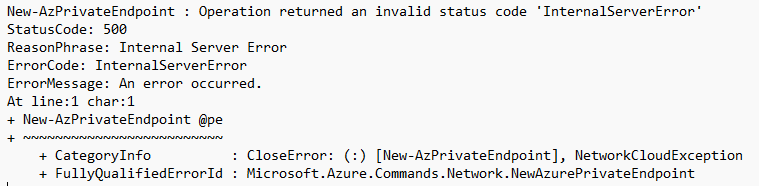 New-AzPrivateEndpoint : Operation returned an invalid status code 'InternalServerError'
StatusCode: 500
ReasonPhrase: Internal Server Error
ErrorCode: InternalServerError
ErrorMessage: An error occurred.
At line:1 char:1
+ New-AzPrivateEndpoint @pe
+ ~~~~~~~~~~~~~~~~~~~~~~~~~
    + CategoryInfo          : CloseError: (:) [New-AzPrivateEndpoint], NetworkCloudException
    + FullyQualifiedErrorId : Microsoft.Azure.Commands.Network.NewAzurePrivateEndpoint